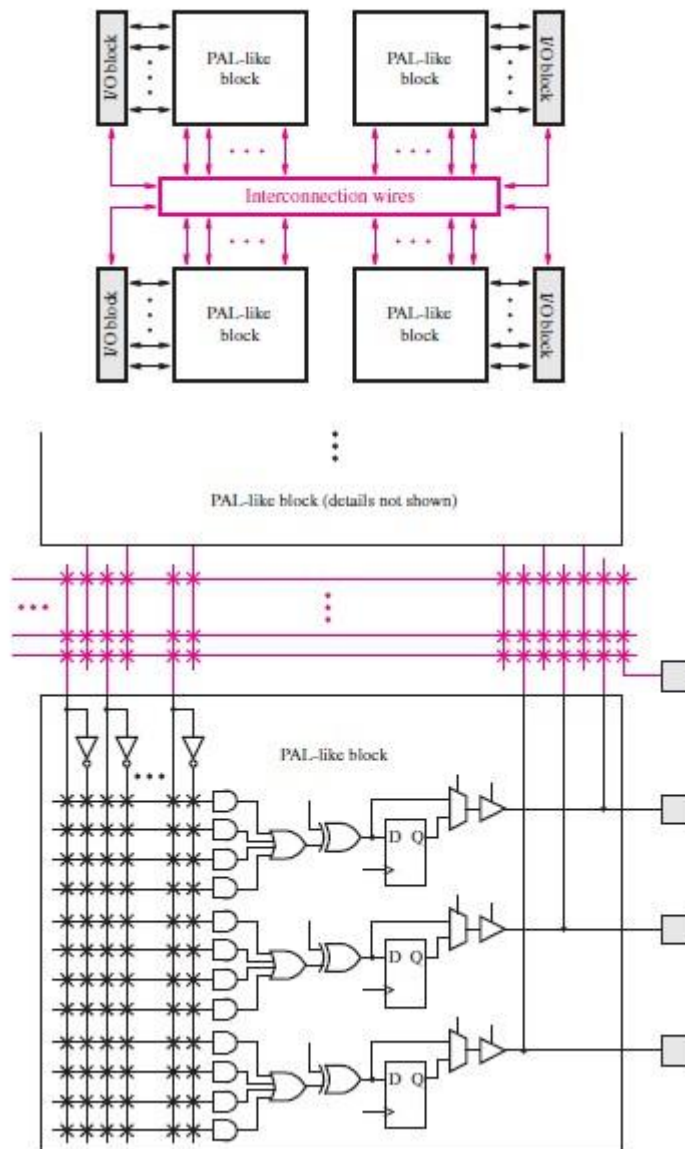 I/O block
PAL-like
block
PAL-like
block
I/O block
Interconnection wires
I/O block
PAL-like
block
PAL-like
block
I/O block
PAL-like block (details not shown)
PAL-like block
D Q
D Q
D Q